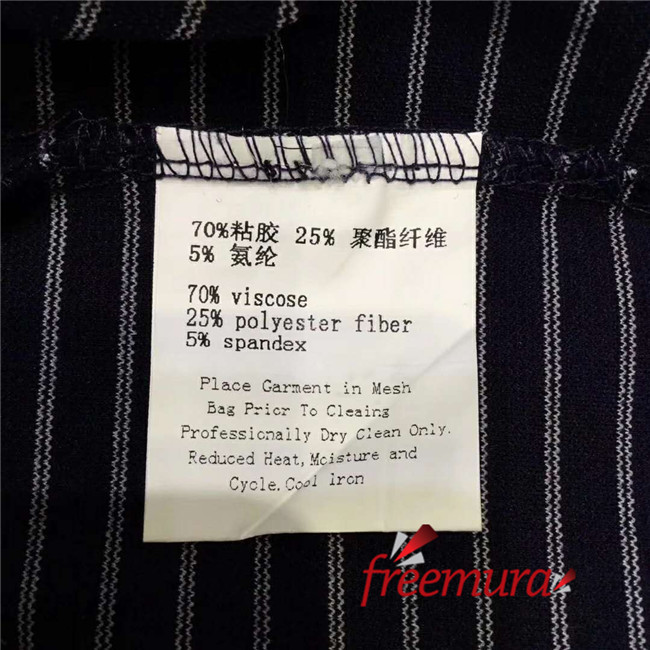 70%粘胶 25% 聚酯纤维
5% 氨纶
70% viscose
25% polyester fiber
5% spandex
Place Garment in Mesh
Bag Prior To Cleaing
Professionally Dry Clean Only.
Reduced Heat,Moisture and
Cycle.Cool Iron
freemura